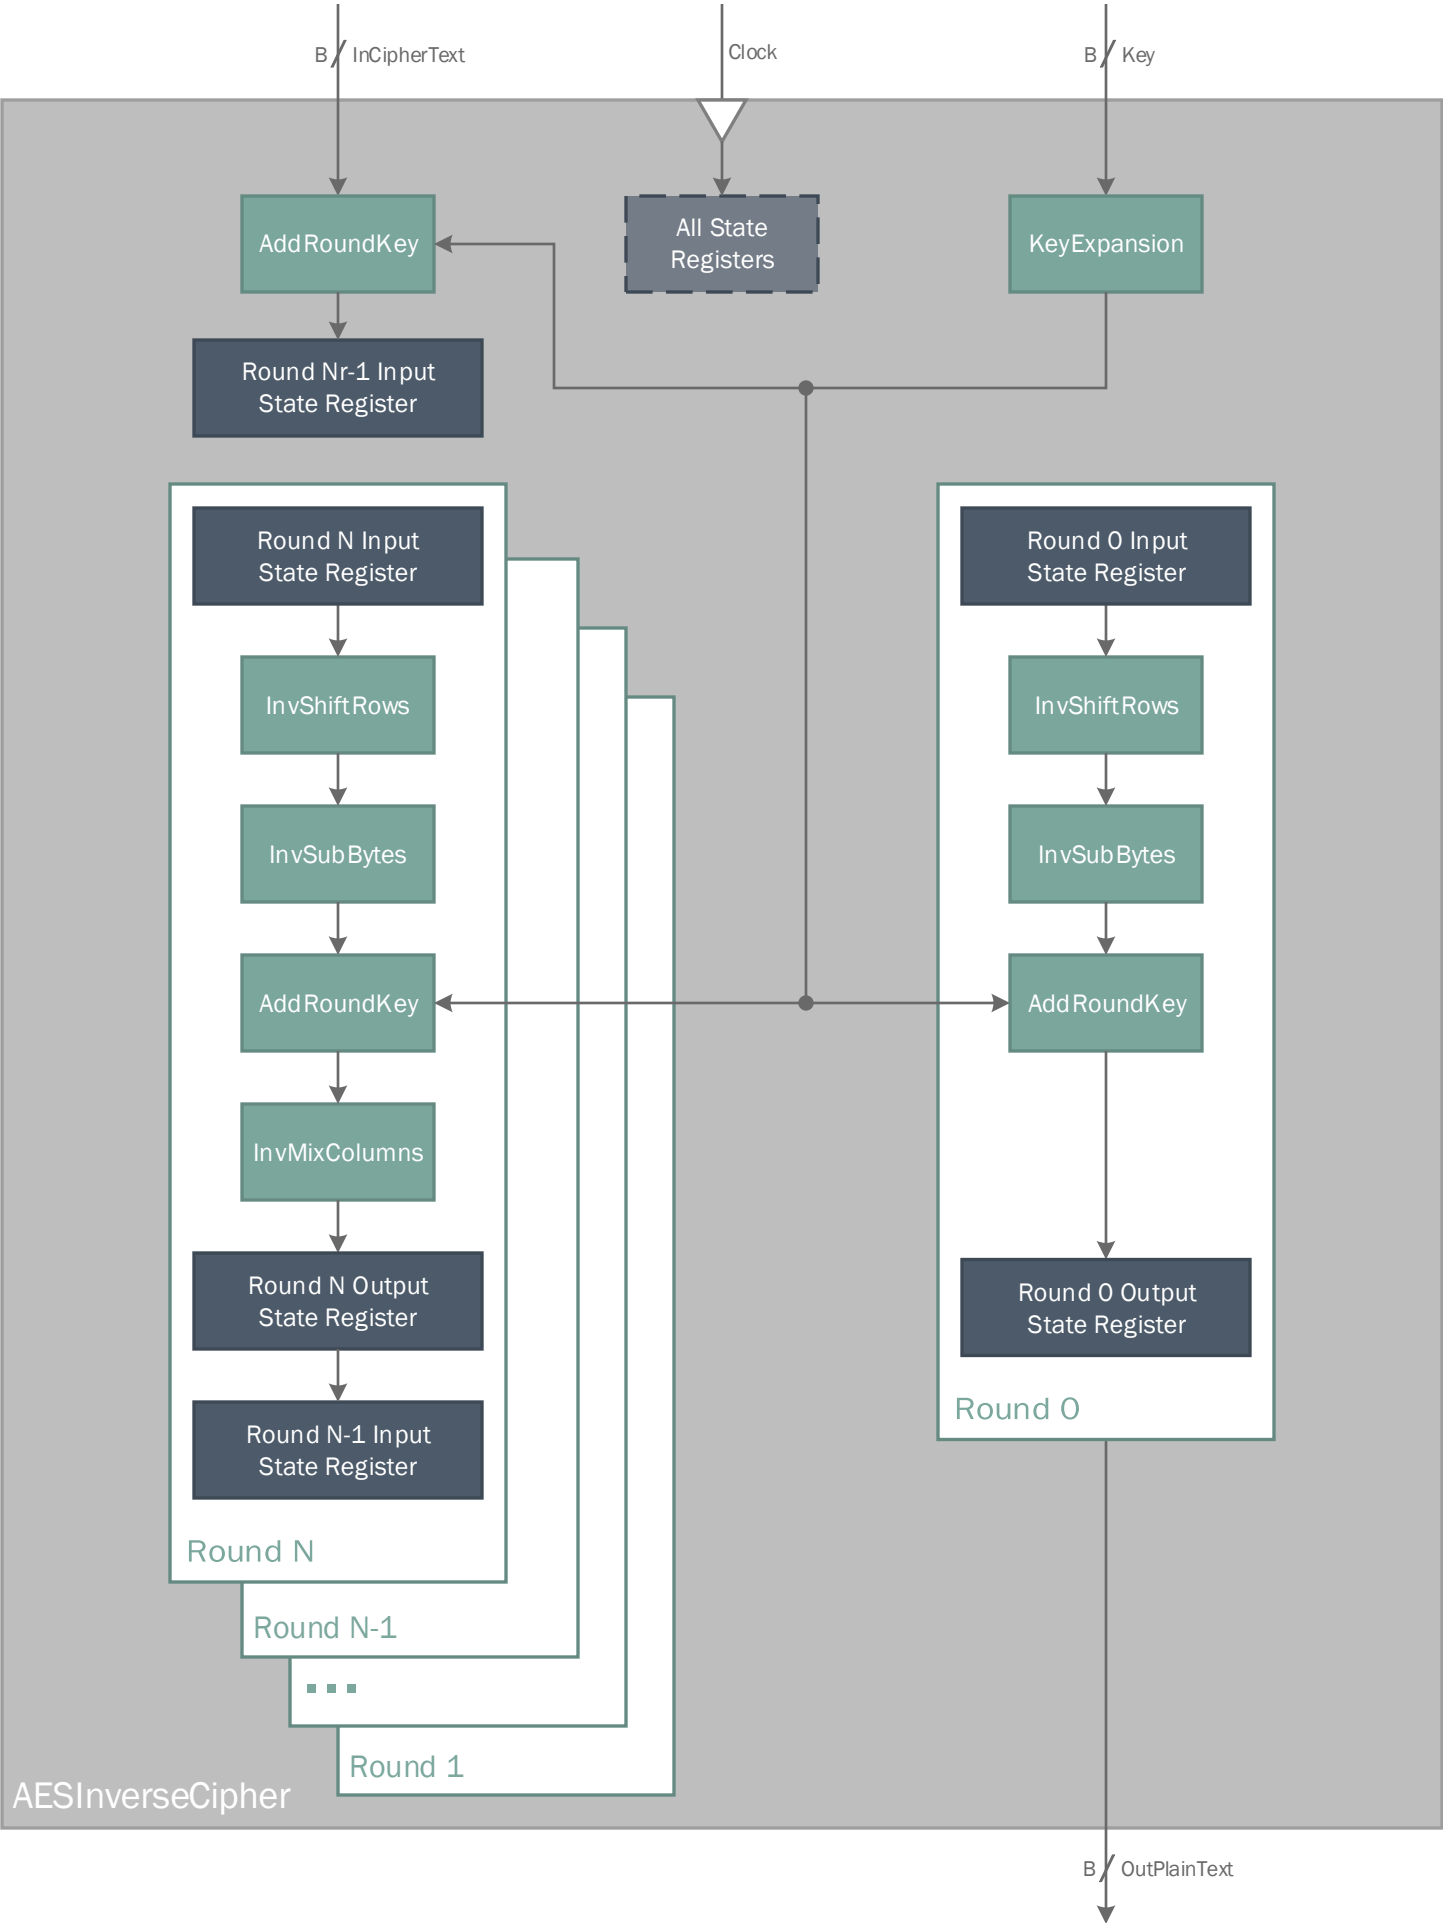 B InCipherText
Clock
B Key
AddRoundKey
All State
Registers
KeyExpansion
Round Nr-1 Input
State Register
Round N Input
State Register
InvShiftRows
InvSubBytes
AddRoundKey
InvMixColumns
Round N Output
State Register
Round N-1 Input
State Register
Round N
Round N-1
...
Round 1
Round 0 Input
State Register
InvShiftRows
InvSubBytes
AddRoundKey
Round 0 Output
State Register
Round 0
AESInverseCipher
B OutPlainText